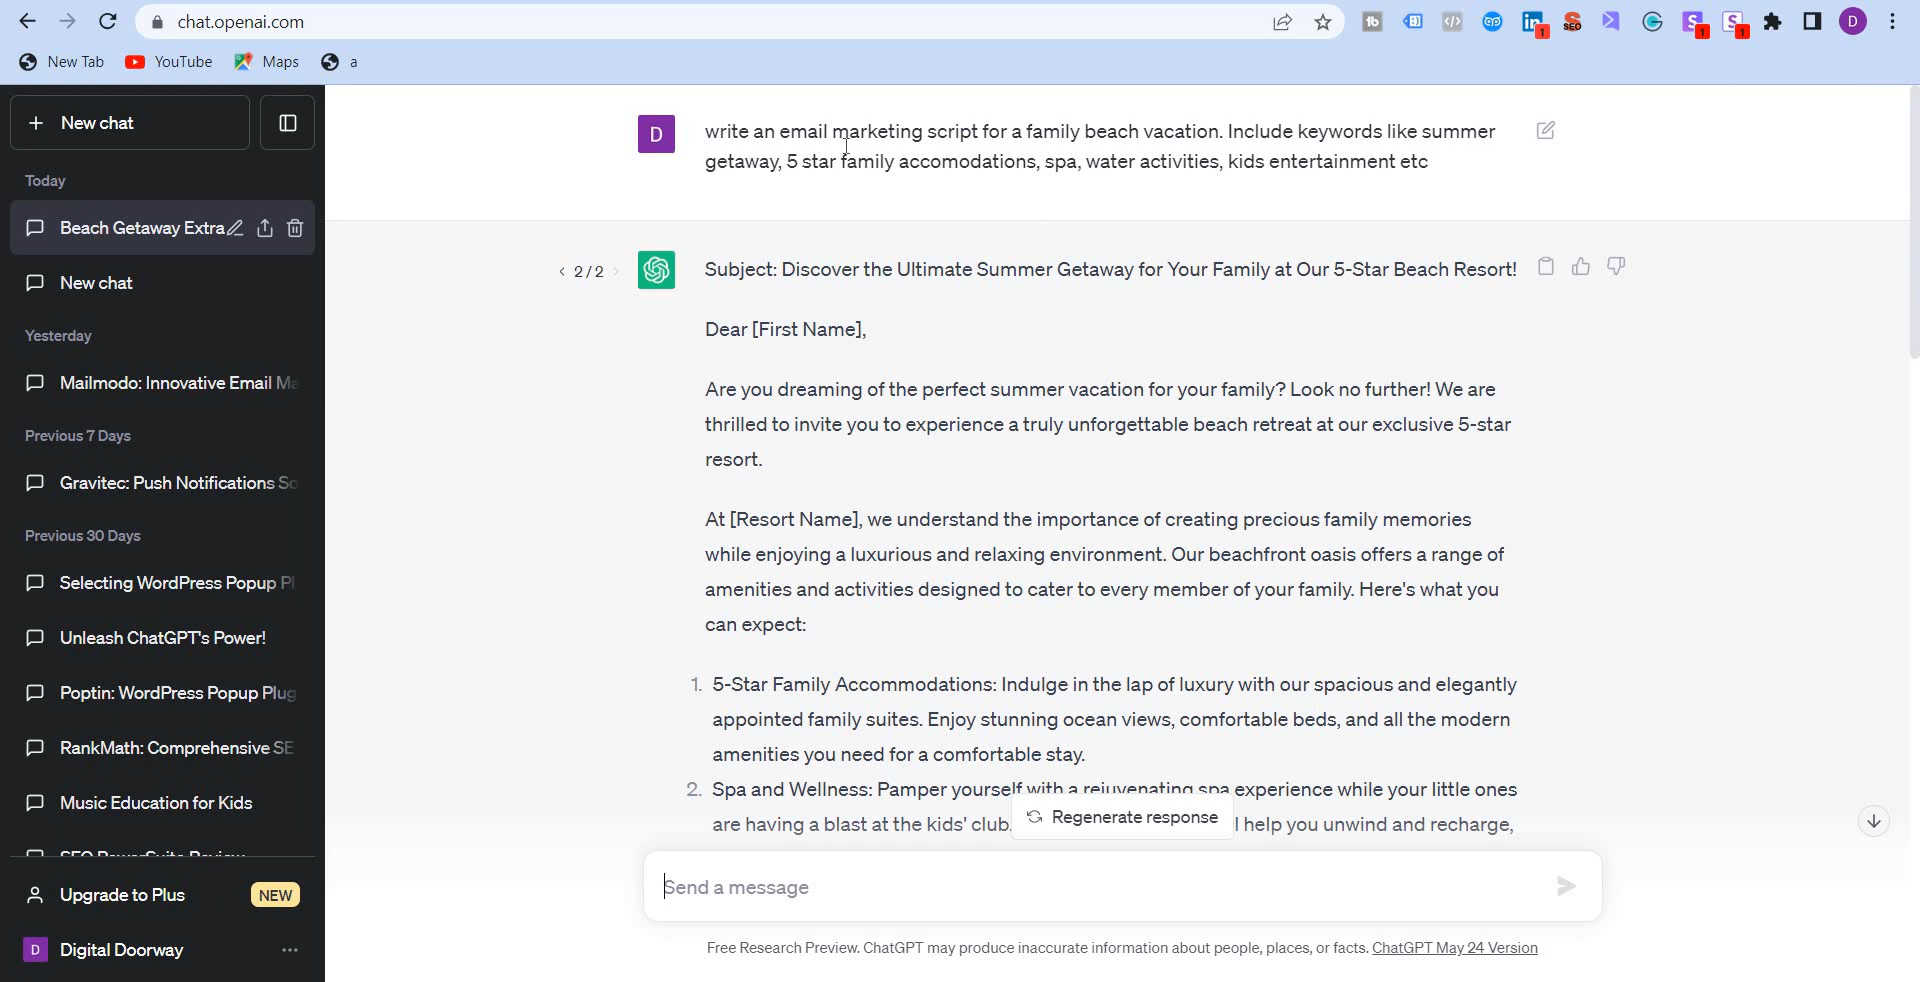 chat.openai.com
New Tab YouTube Maps a
D
1
SEO
1
1
New chat
Today
Beach Getaway Extra
New chat
Yesterday
Mailmodo: Innovative Email Ma
Previous 7 Days
Gravitec: Push Notifications So
Previous 30 Days
Selecting WordPress Popup Pl
Unleash ChatGPT's Power!
Poptin: WordPress Popup Plug
RankMath: Comprehensive SE
Music Education for Kids
SEO PowerSuite Review
Upgrade to Plus NEW
D Digital Doorway ...
D
write an email marketing script for a family beach vacation. Include keywords like summer
getaway, 5 star family accomodations, spa, water activities, kids entertainment etc
< 2 / 2 >
Subject: Discover the Ultimate Summer Getaway for Your Family at Our 5-Star Beach Resort!
Dear [First Name],
Are you dreaming of the perfect summer vacation for your family? Look no further! We are
thrilled to invite you to experience a truly unforgettable beach retreat at our exclusive 5-star
resort.
At [Resort Name], we understand the importance of creating precious family memories
while enjoying a luxurious and relaxing environment. Our beachfront oasis offers a range of
amenities and activities designed to cater to every member of your family. Here's what you
can expect:
1. 5-Star Family Accommodations: Indulge in the lap of luxury with our spacious and elegantly
appointed family suites. Enjoy stunning ocean views, comfortable beds, and all the modern
amenities you need for a comfortable stay.
2. Spa and Wellness: Pamper yourself with a rejuvenating spa experience while your little ones
are having a blast at the kids' club. help you unwind and recharge,
Regenerate response
Send a message
Free Research Preview. ChatGPT may produce inaccurate information about people, places, or facts. ChatGPT May 24 Version